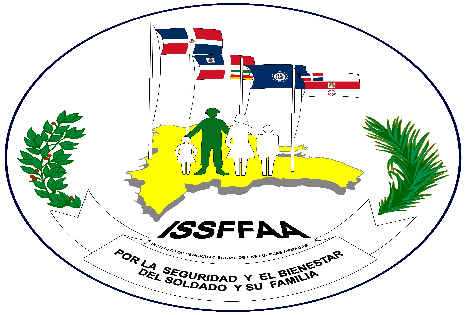 ISSFFAA
POR LA SEGURIDAD Y EL BIENESTAR
DEL SOLDADO Y SU FAMILIA